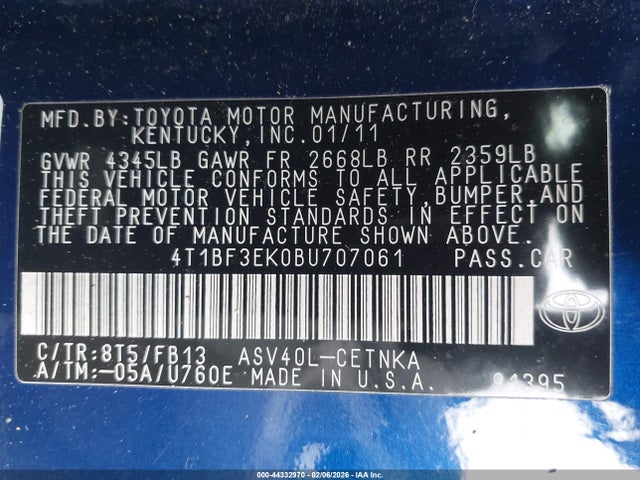 MFD.BY:TOYOTA MOTOR MANUFACTURING,
KENTUCKY,INC.01/11
GVWR 4345LB GAWR FR 2668LB RR 2359LB
THIS VEHICLE CONFORMS TO ALL APPLICABLE
FEDERAL MOTOR VEHICLE SAFETY,BUMPER,AND
THEFT PREVENTION STANDARDS IN EFFECT ON
THE DATE OF MANUFACTURE SHOWN ABOVE.
4T1BF3EK0BU707061 PASS.CAR
C/TR:8T5/FB13 ASV40L-CETNKA
A/TM:-05A/U760E MADE IN U.S.A. 91395
000-44332970 - 02/06/2026 - IAA Inc.